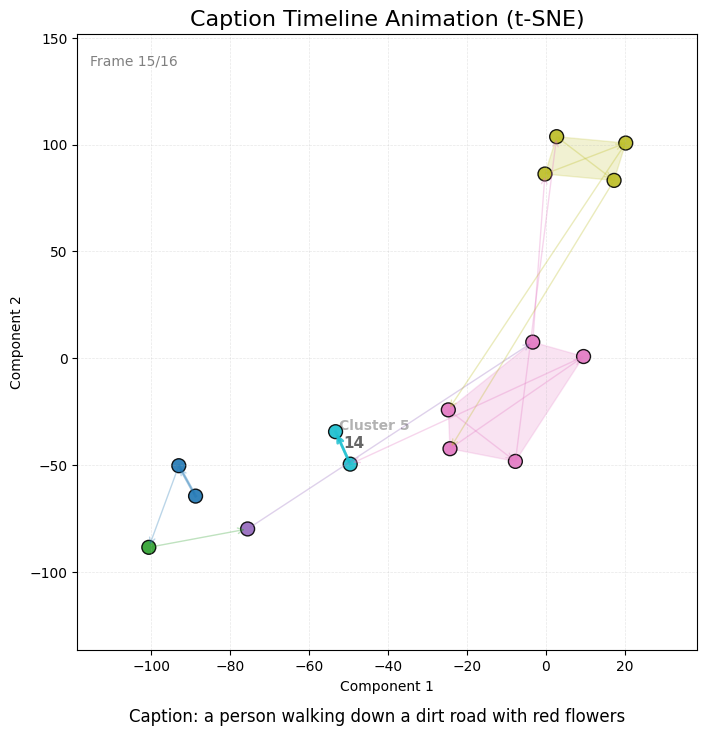 Caption Timeline Animation (t-SNE)
Frame 15/16
150
100
50
0
−50
−100
Component 2
Cluster 5
14
−100
−80
−60
−40
−20
0
20
Component 1
Caption: a person walking down a dirt road with red flowers